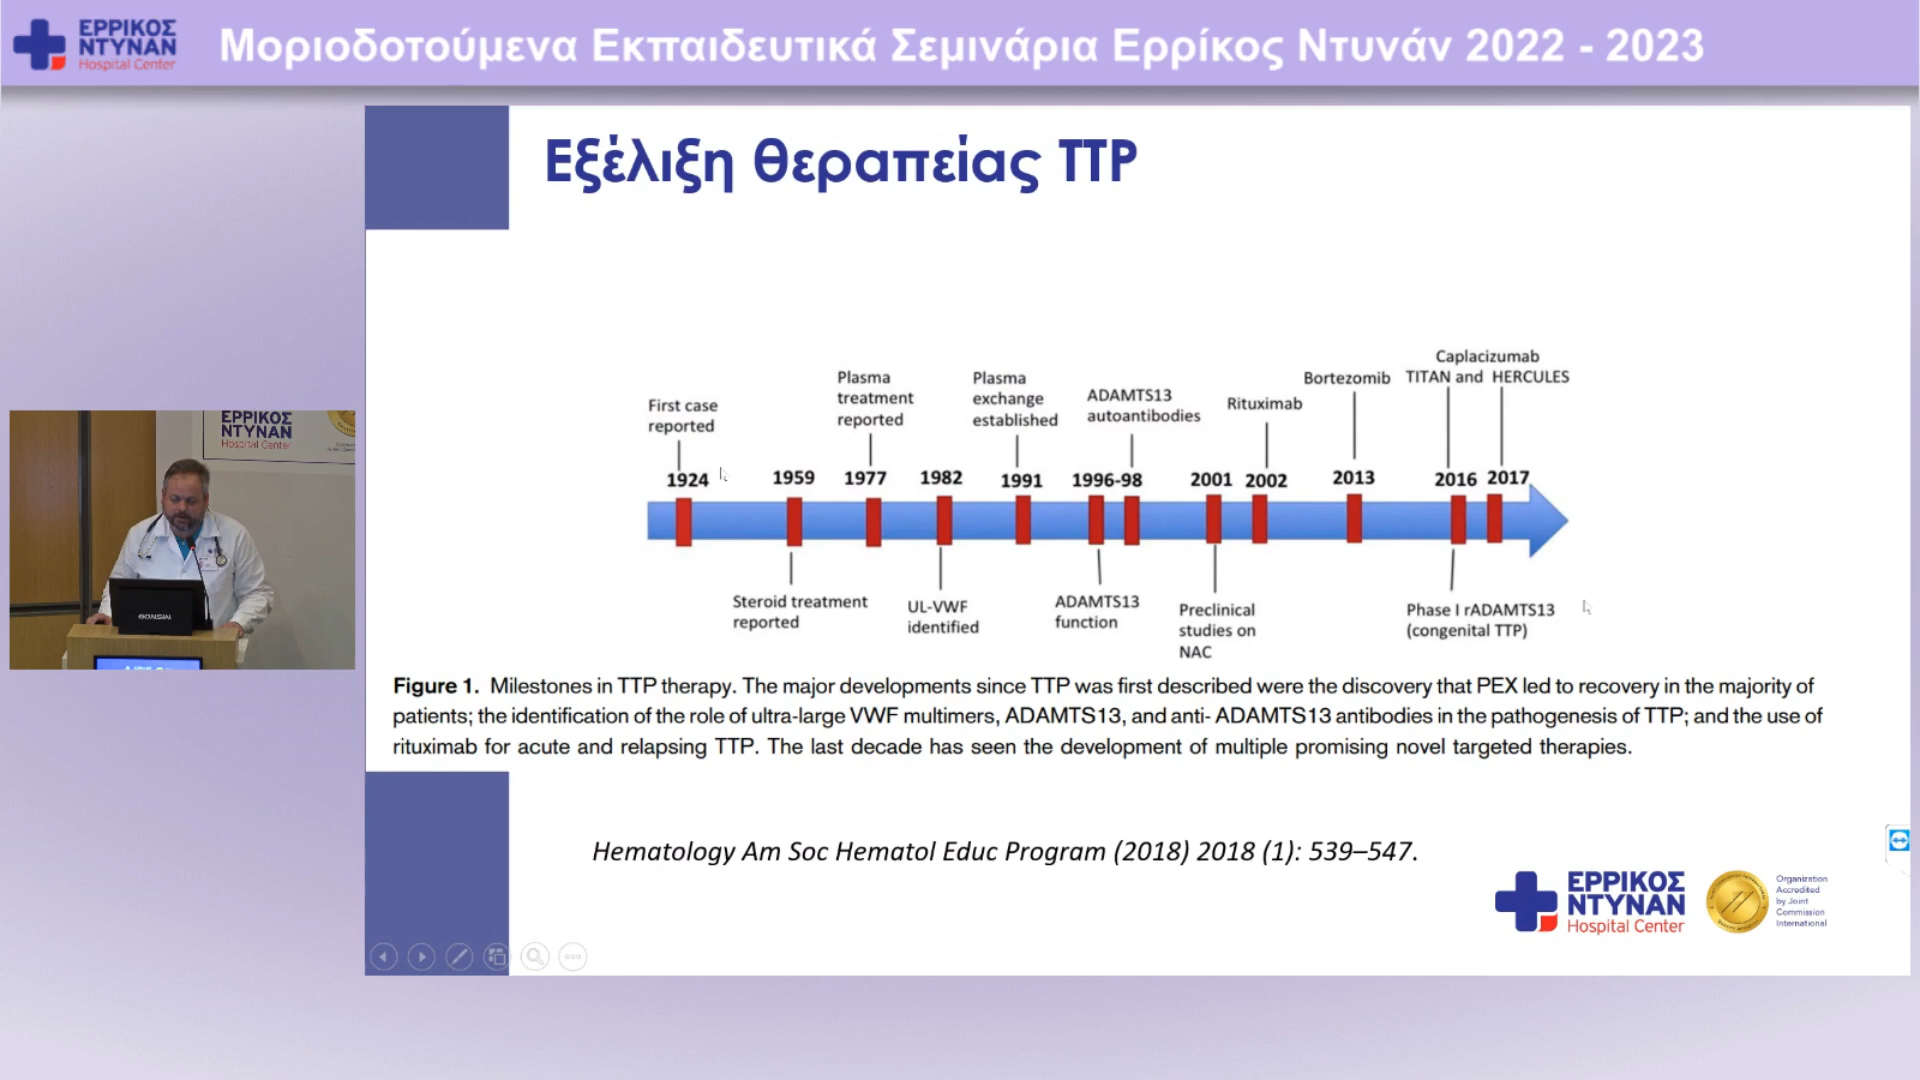 ΕΡΡΙΚΟΣ
ΝΤΥΝΑΝ
Hospital Center
Μοριοδοτούμενα Εκπαιδευτικά Σεμινάρια Ερρίκος Ντυνάν 2022 - 2023
Εξέλιξη θεραπείας TTP
First case
reported
Plasma
treatment
reported
Plasma
exchange
established
ADAMTS13
autoantibodies
Rituximab
Bortezomib
Caplacizumab
TITAN and HERCULES
1924 1959 1977 1982 1991 1996-98 2001 2002 2013 2016 2017
Steroid treatment
reported
UL-VWF
identified
ADAMTS13
function
Preclinical
studies on
NAC
Phase I rADAMTS13
(congenital TTP)
Figure 1. Milestones in TTP therapy. The major developments since TTP was first described were the discovery that PEX led to recovery in the majority of
patients; the identification of the role of ultra-large VWF multimers, ADAMTS13, and anti- ADAMTS13 antibodies in the pathogenesis of TTP; and the use of
rituximab for acute and relapsing TTP. The last decade has seen the development of multiple promising novel targeted therapies.
Hematology Am Soc Hematol Educ Program (2018) 2018 (1): 539–547.
ΕΡΡΙΚΟΣ
ΝΤΥΝΑΝ
Hospital Center
Organization
Accredited
by Joint
Commission
International
ΕΡΡΙΚΟΣ
ΝΤΥΝΑΝ
Hospital Center